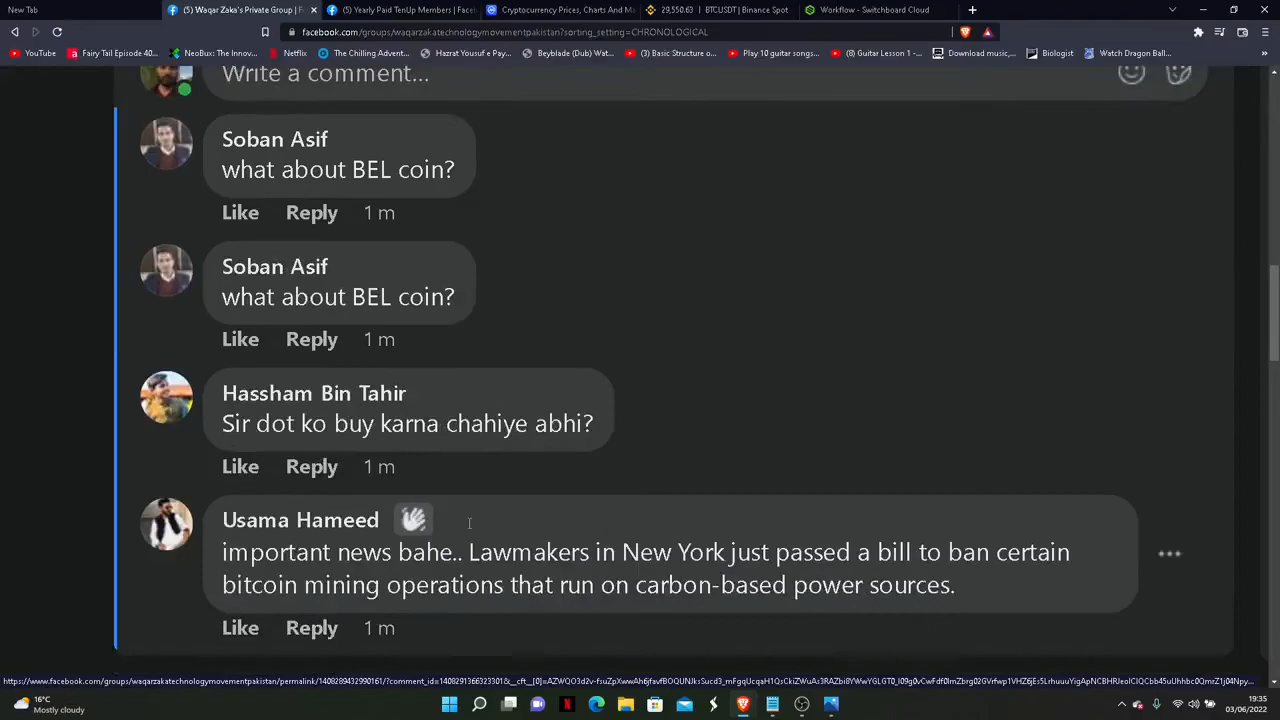 New Tab
(5) Waqar Zaka's Private Group | F
(5) Yearly Paid TenUp Members | Face
Cryptocurrency Prices, Charts And Ma
29,550.63 | BTCUSDT | Binance Spot
Workflow - Switchboard Cloud
facebook.com/groups/waqarzakatechnologymovementpakistan?sorting_setting=CHRONOLOGICAL
YouTube
Fairy Tail Episode 40...
NeoBux: The Innov...
Netflix
The Chilling Advent...
Hazrat Yousuf e Pay...
Beyblade (Dub) Wat...
(3) Basic Structure o...
Play 10 guitar songs...
(8) Guitar Lesson 1 -...
Download music,...
Biologist
Watch Dragon Ball...
Write a comment...
Soban Asif
what about BEL coin?
Like Reply 1 m
Soban Asif
what about BEL coin?
Like Reply 1 m
Hassham Bin Tahir
Sir dot ko buy karna chahiye abhi?
Like Reply 1 m
Usama Hameed
important news bahe.. Lawmakers in New York just passed a bill to ban certain
bitcoin mining operations that run on carbon-based power sources.
Like Reply 1 m
16°C
Mostly cloudy
19:35
03/06/2022